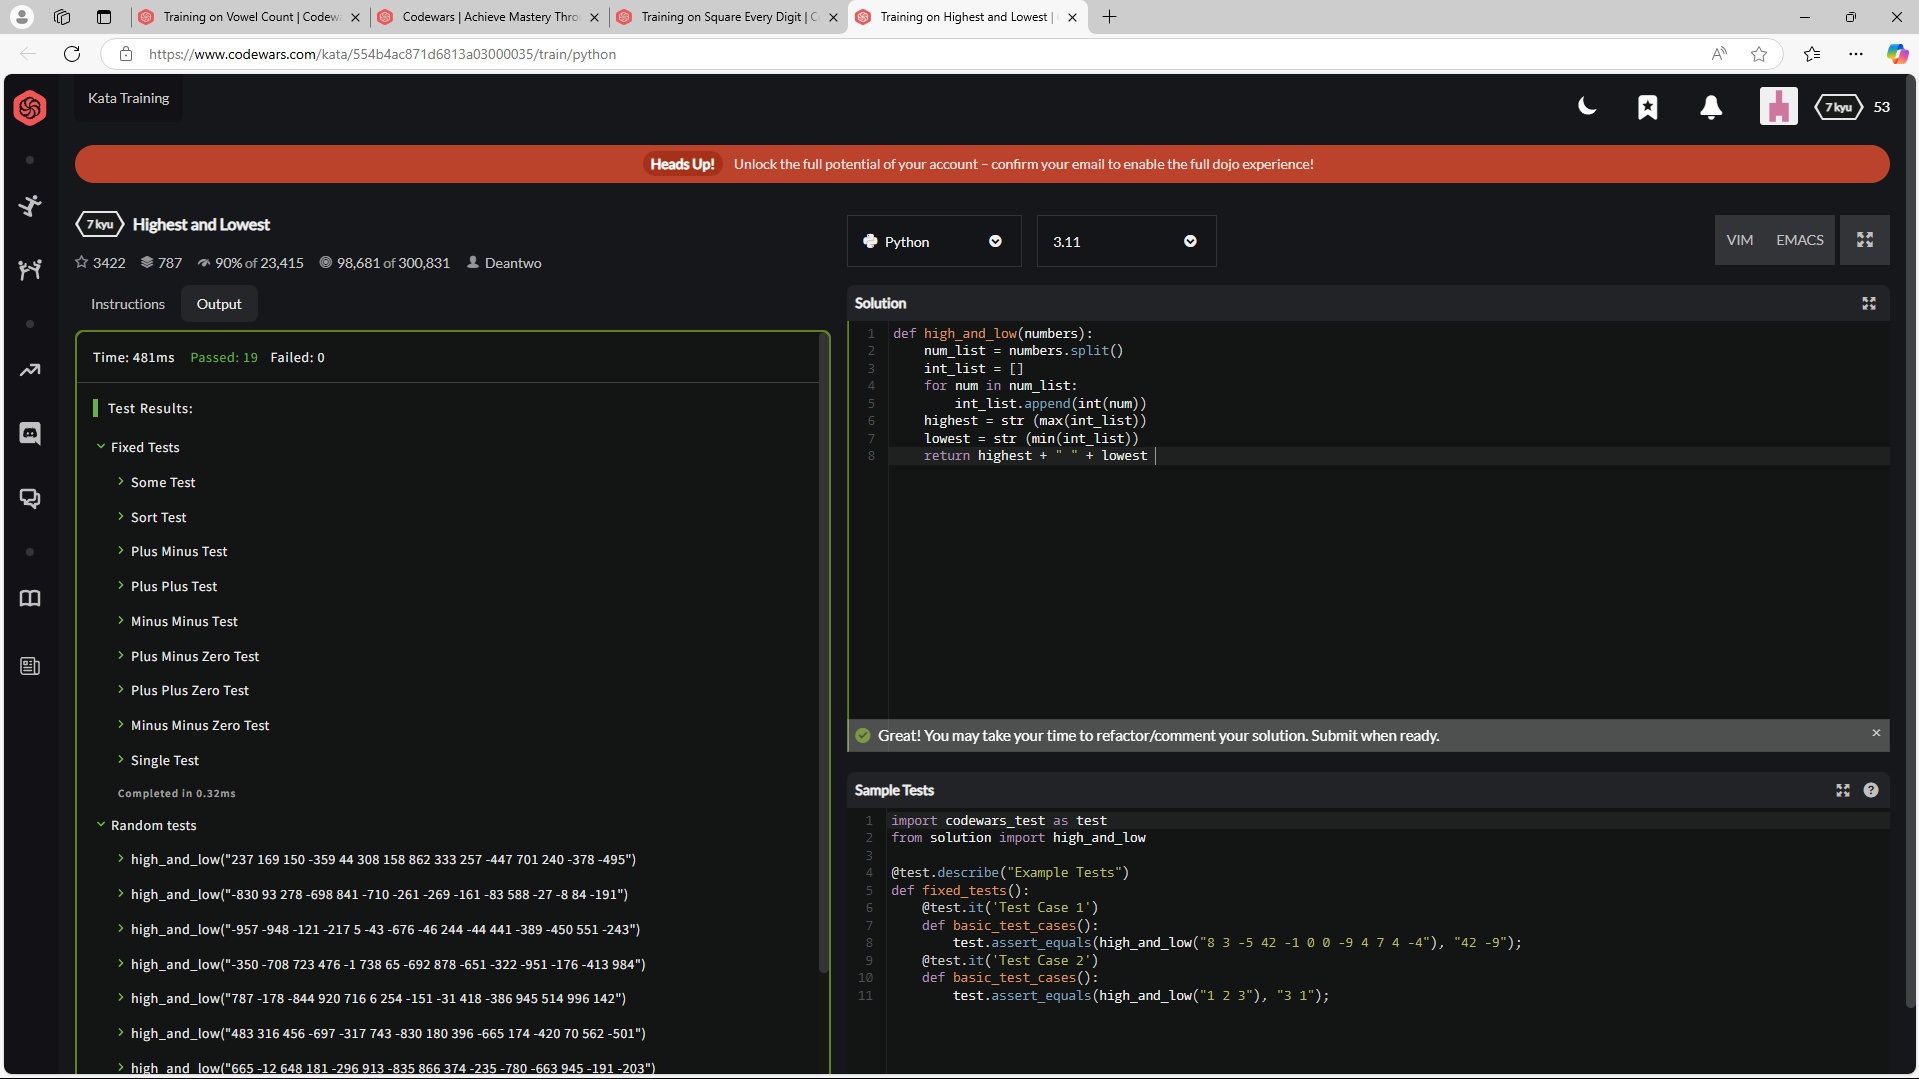 Training on Vowel Count | Codew
Codewars | Achieve Mastery Thro
Training on Square Every Digit | C
Training on Highest and Lowest |
https://www.codewars.com/kata/554b4ac871d6813a03000035/train/python
Kata Training
7 kyu
53
Heads Up! Unlock the full potential of your account – confirm your email to enable the full dojo experience!
7 kyu Highest and Lowest
3422 787 90% of 23,415 98,681 of 300,831 Deantwo
Instructions
Output
Time: 481ms Passed: 19 Failed: 0
Test Results:
Fixed Tests
Some Test
Sort Test
Plus Minus Test
Plus Plus Test
Minus Minus Test
Plus Minus Zero Test
Plus Plus Zero Test
Minus Minus Zero Test
Single Test
Completed in 0.32ms
Random tests
high_and_low("237 169 150 -359 44 308 158 862 333 257 -447 701 240 -378 -495")
high_and_low("-830 93 278 -698 841 -710 -261 -269 -161 -83 588 -27 -8 84 -191")
high_and_low("-957 -948 -121 -217 5 -43 -676 -46 244 -44 441 -389 -450 551 -243")
high_and_low("-350 -708 723 476 -1 738 65 -692 878 -651 -322 -951 -176 -413 984")
high_and_low("787 -178 -844 920 716 6 254 -151 -31 418 -386 945 514 996 142")
high_and_low("483 316 456 -697 -317 743 -830 180 396 -665 174 -420 70 562 -501")
high_and_low("665 -12 648 181 -296 913 -835 866 374 -235 -780 -663 945 -191 -203")
Python
3.11
VIM EMACS
Solution
1 def high_and_low(numbers):
2 num_list = numbers.split()
3 int_list = []
4 for num in num_list:
5 int_list.append(int(num))
6 highest = str (max(int_list))
7 lowest = str (min(int_list))
8 return highest + " " + lowest
Great! You may take your time to refactor/comment your solution. Submit when ready.
Sample Tests
1 import codewars_test as test
2 from solution import high_and_low
3
4 @test.describe("Example Tests")
5 def fixed_tests():
6 @test.it('Test Case 1')
7 def basic_test_cases():
8 test.assert_equals(high_and_low("8 3 -5 42 -1 0 0 -9 4 7 4 -4"), "42 -9");
9 @test.it('Test Case 2')
10 def basic_test_cases():
11 test.assert_equals(high_and_low("1 2 3"), "3 1");